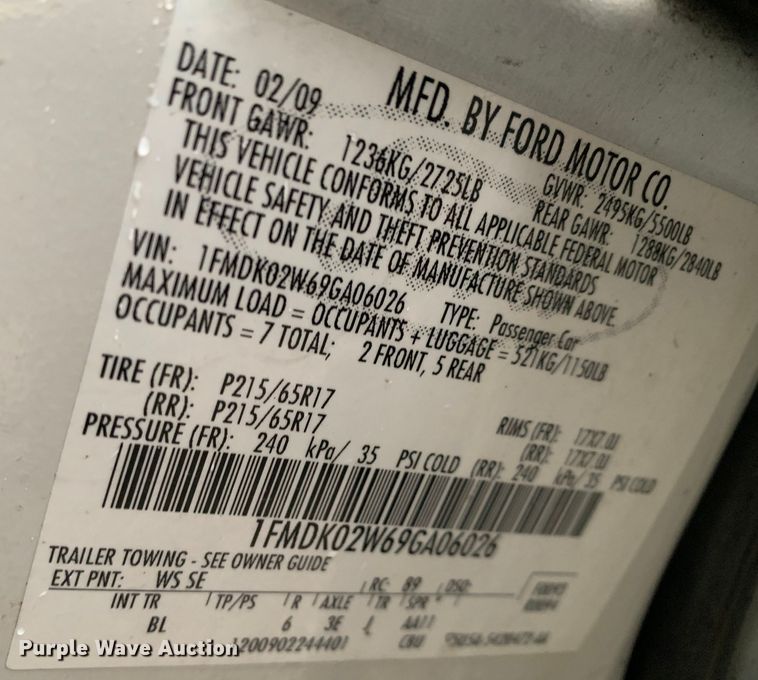 MFD. BY FORD MOTOR CO.
DATE: 02/09 GVWR: 2495KG/5500LB
FRONT GAWR: 1236KG/2725LB REAR GAWR: 1288KG/2840LB
THIS VEHICLE CONFORMS TO ALL APPLICABLE FEDERAL MOTOR
VEHICLE SAFETY AND THEFT PREVENTION STANDARDS
IN EFFECT ON THE DATE OF MANUFACTURE SHOWN ABOVE.
VIN: 1FMDK02W69GA06026 TYPE: Passenger Car
MAXIMUM LOAD = OCCUPANTS + LUGGAGE = 521KG/1150LB
OCCUPANTS = 7 TOTAL; 2 FRONT, 5 REAR
TIRE (FR): P215/65R17 RIMS (FR): 17X7.0J
(RR): P215/65R17 (RR): 17X7.0J
PRESSURE (FR): 240 kPa/ 35 PSI COLD (RR): 240 kPa/ 35 PSI COLD
1FMDK02W69GA06026
TRAILER TOWING - SEE OWNER GUIDE
EXT PNT: WS SE RC: 89 DSO:
INT TR TP/PS R AXLE TR SPR
BL 6 3E J AA11
1200902244401 CBU
Purple Wave Auction